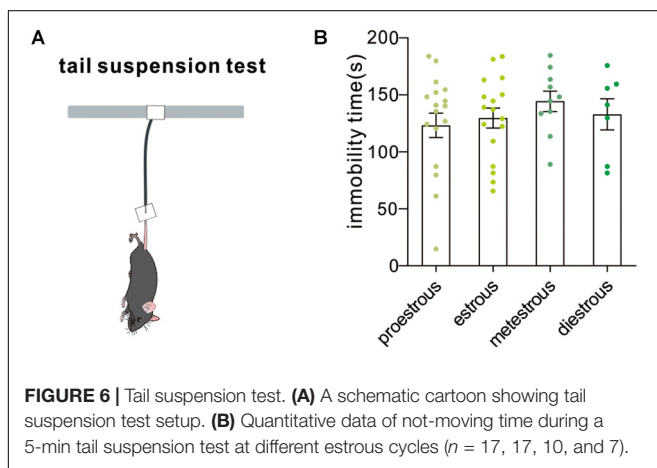 A
tail suspension test
B
immobility time(s)
200
150
100
50
0
proestrous
estrous
metestrous
diestrous
FIGURE 6 | Tail suspension test. (A) A schematic cartoon showing tail
suspension test setup. (B) Quantitative data of not-moving time during a
5-min tail suspension test at different estrous cycles (n = 17, 17, 10, and 7).